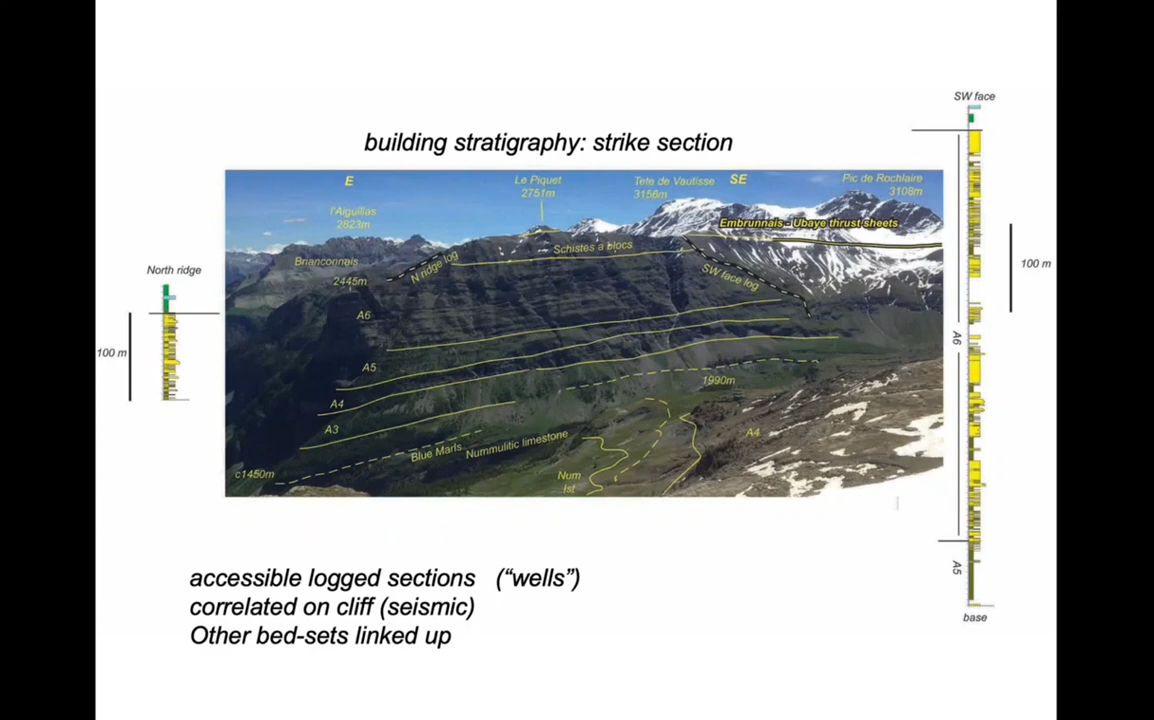 SW face
building stratigraphy: strike section
E
Le Piquet
2751m
Tete de Vautisse
3156m
SE
Pic de Rochlaire
3108m
l'Aiguillas
2823m
Embrunnais - Ubaye thrust sheets
Schistes a blocs
Brianconnais
N ridge log
SW face log
2445m
North ridge
100 m
A6
100 m
A6
A5
1990m
A4
A3
A4
Blue Marls
Nummulitic limestone
c1450m
Num
lst
A5
base
accessible logged sections ("wells")
correlated on cliff (seismic)
Other bed-sets linked up